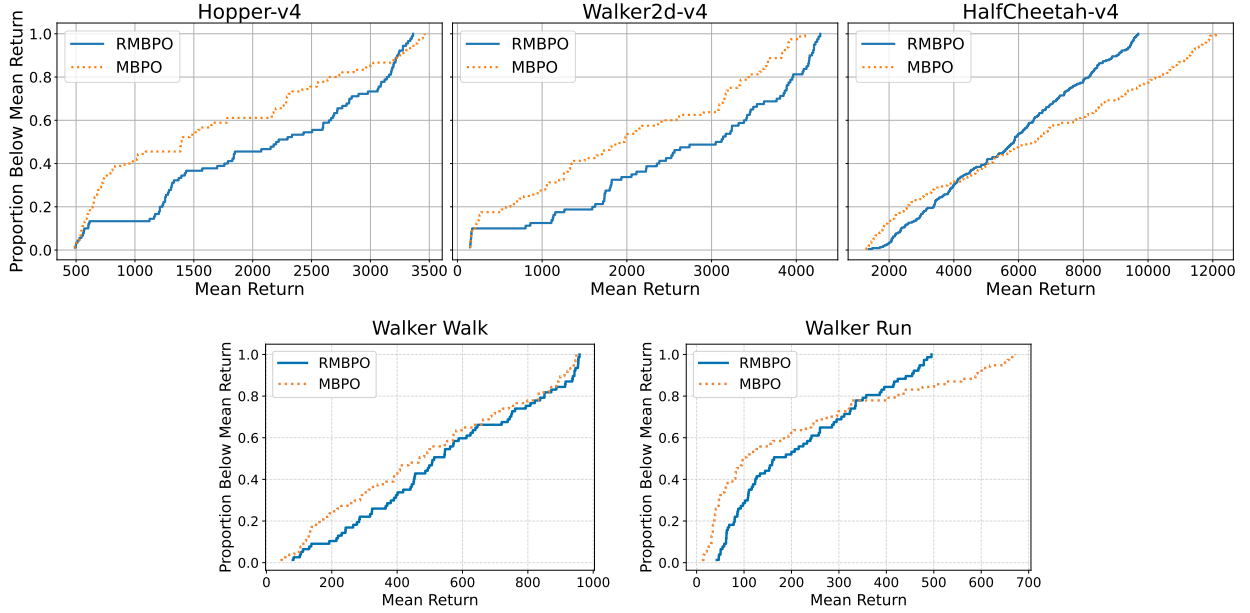 Hopper-v4
Walker2d-v4
HalfCheetah-v4
Proportion Below Mean Return
1.0
0.8
0.6
0.4
0.2
0.0
RMBPO
MBPO
500 1000 1500 2000 2500 3000 3500
Mean Return
RMBPO
MBPO
0 1000 2000 3000 4000
Mean Return
RMBPO
MBPO
2000 4000 6000 8000 10000 12000
Mean Return
Walker Walk
Proportion Below Mean Return
1.0
0.8
0.6
0.4
0.2
0.0
RMBPO
MBPO
0 200 400 600 800 1000
Mean Return
Walker Run
Proportion Below Mean Return
1.0
0.8
0.6
0.4
0.2
0.0
RMBPO
MBPO
0 100 200 300 400 500 600 700
Mean Return